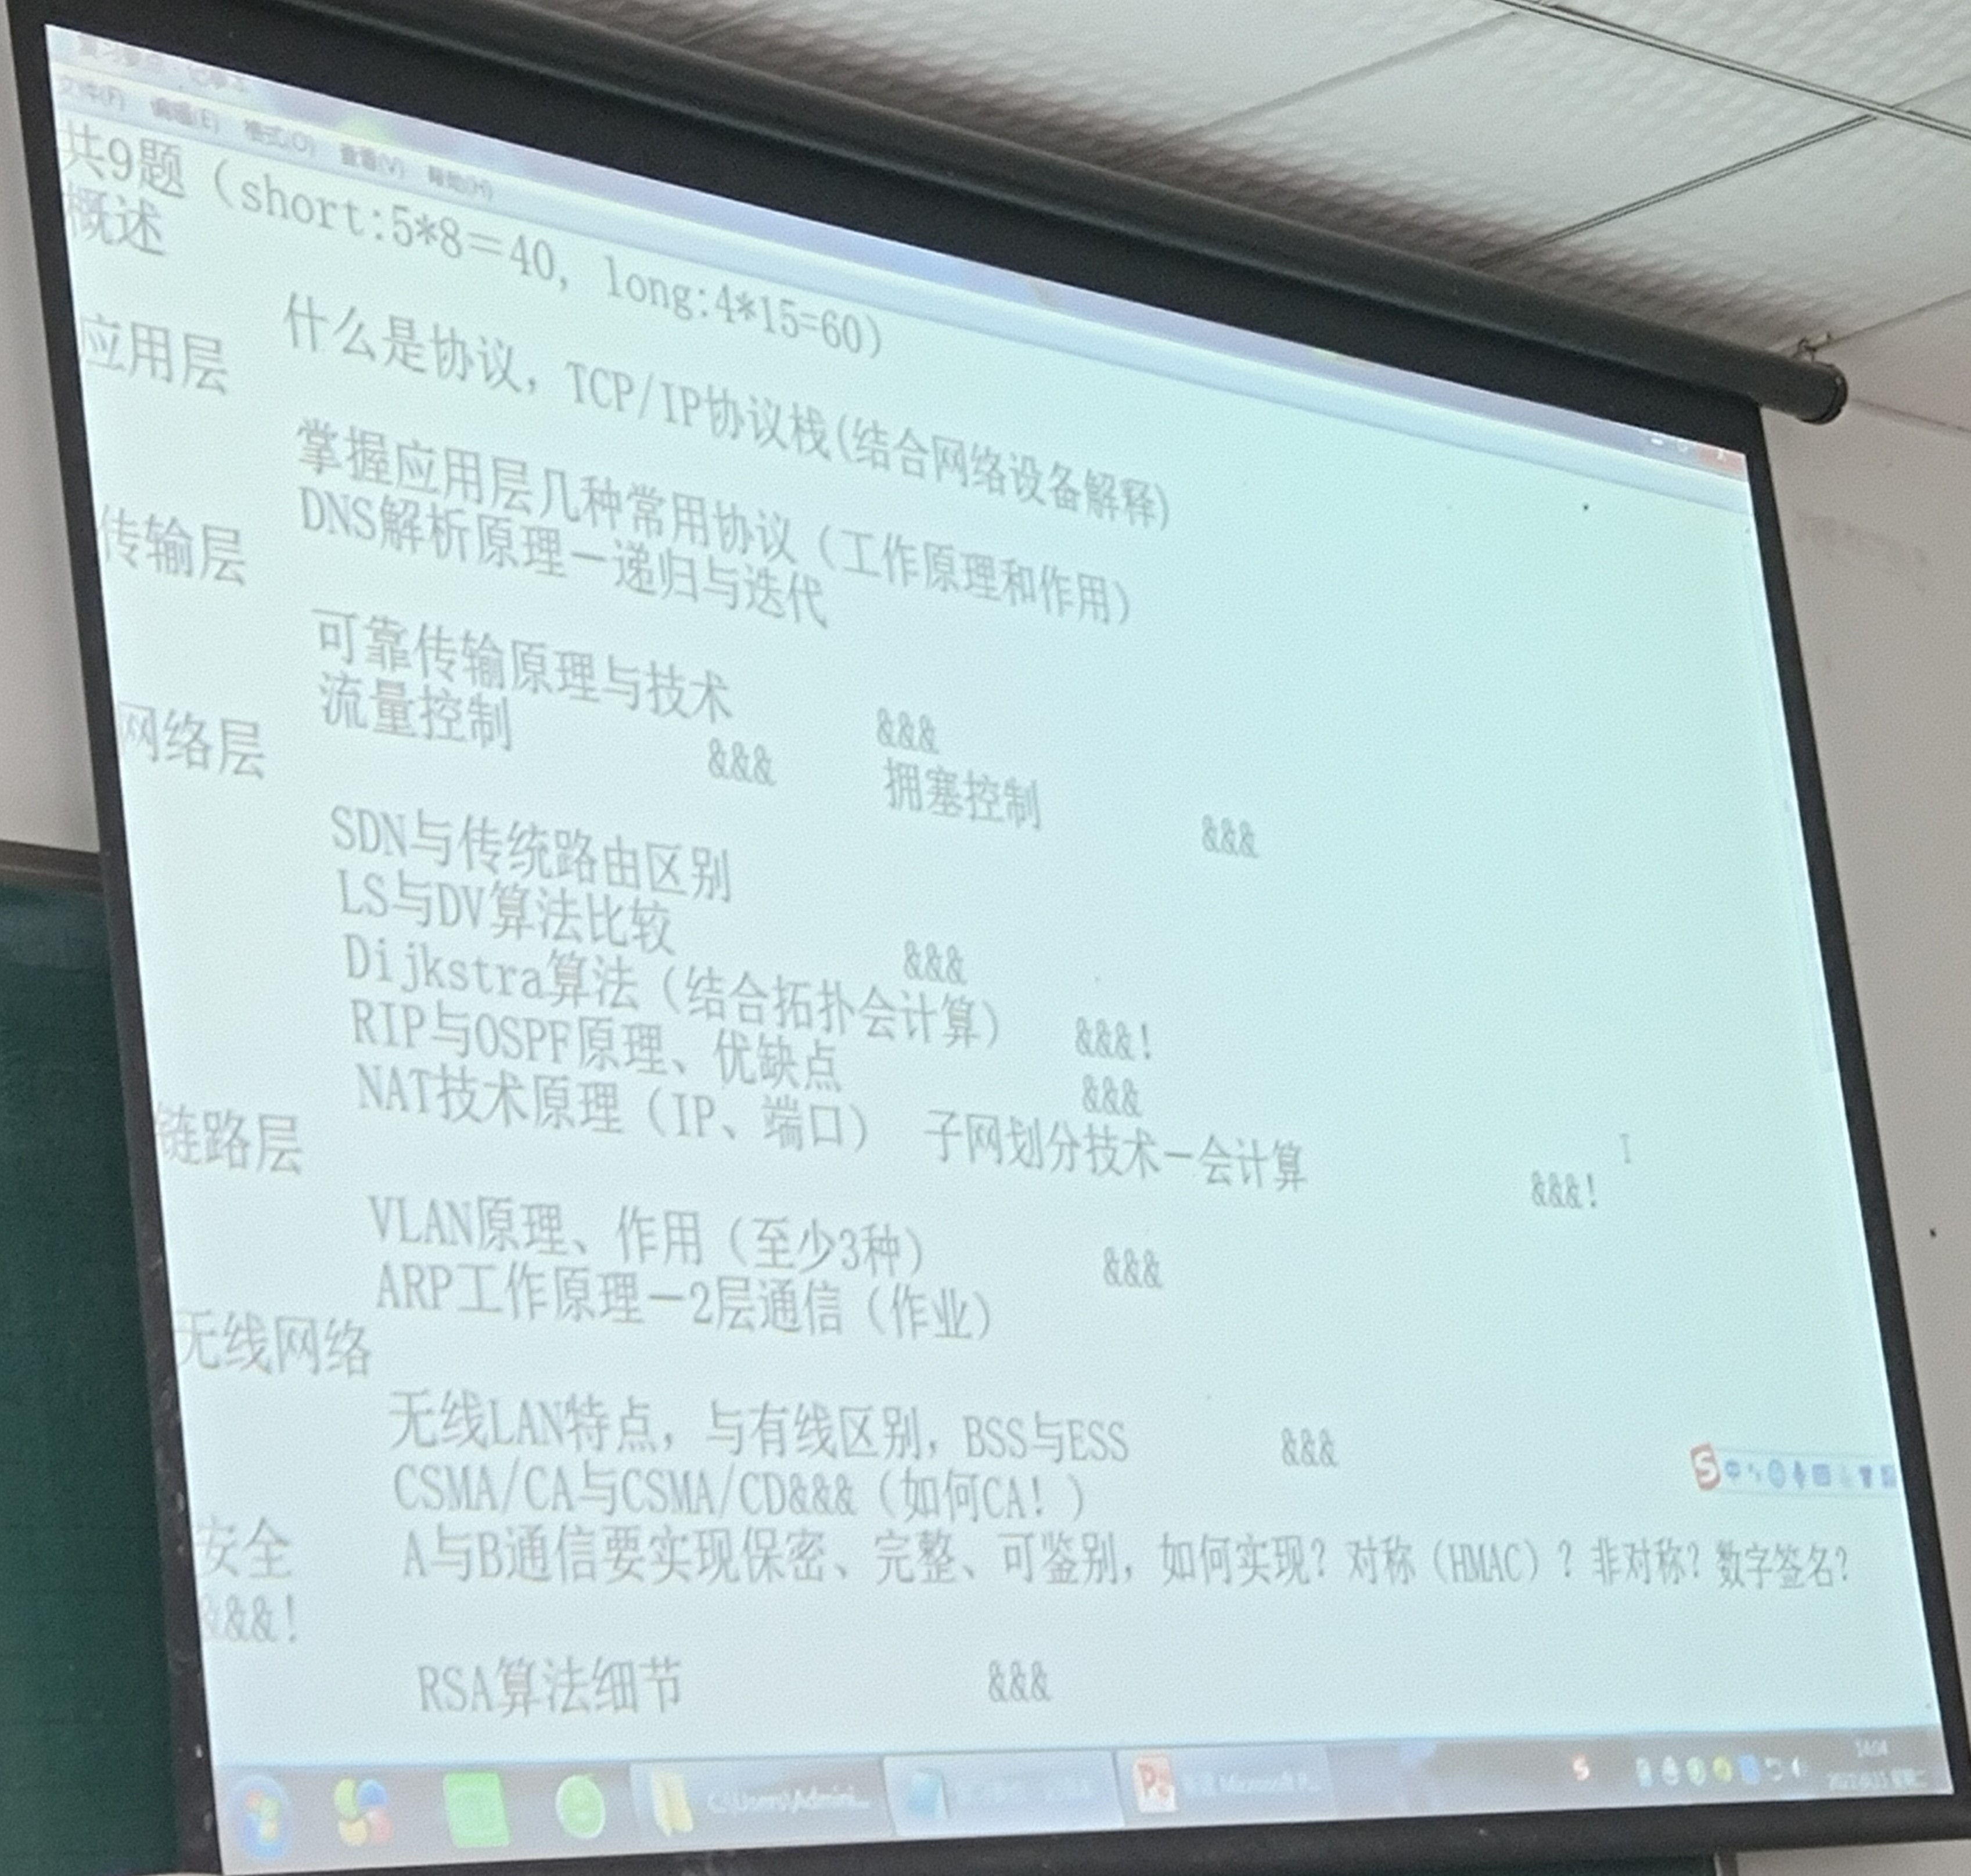 文件(F) 编辑(E) 格式(O) 查看(V) 帮助(H)
共9题（short:5*8＝40, long:4*15=60）
概述
什么是协议，TCP/IP协议栈(结合网络设备解释)
应用层
掌握应用层几种常用协议（工作原理和作用）
DNS解析原理－递归与迭代
传输层
可靠传输原理与技术 &&&
流量控制 &&& 拥塞控制 &&&
网络层
SDN与传统路由区别
LS与DV算法比较 &&&
Dijkstra算法（结合拓扑会计算） &&&!
RIP与OSPF原理、优缺点 &&&
NAT技术原理（IP、端口） 子网划分技术－会计算 &&&!
链路层
VLAN原理、作用（至少3种） &&&
ARP工作原理－2层通信（作业）
无线网络
无线LAN特点，与有线区别，BSS与ESS &&&
CSMA/CA与CSMA/CD&&&（如何CA！）
安全 A与B通信要实现保密、完整、可鉴别，如何实现？对称（HMAC）？非对称？数字签名？
&&&!
RSA算法细节 &&&
C:\Users\Admini...
Microsoft P...
14:04